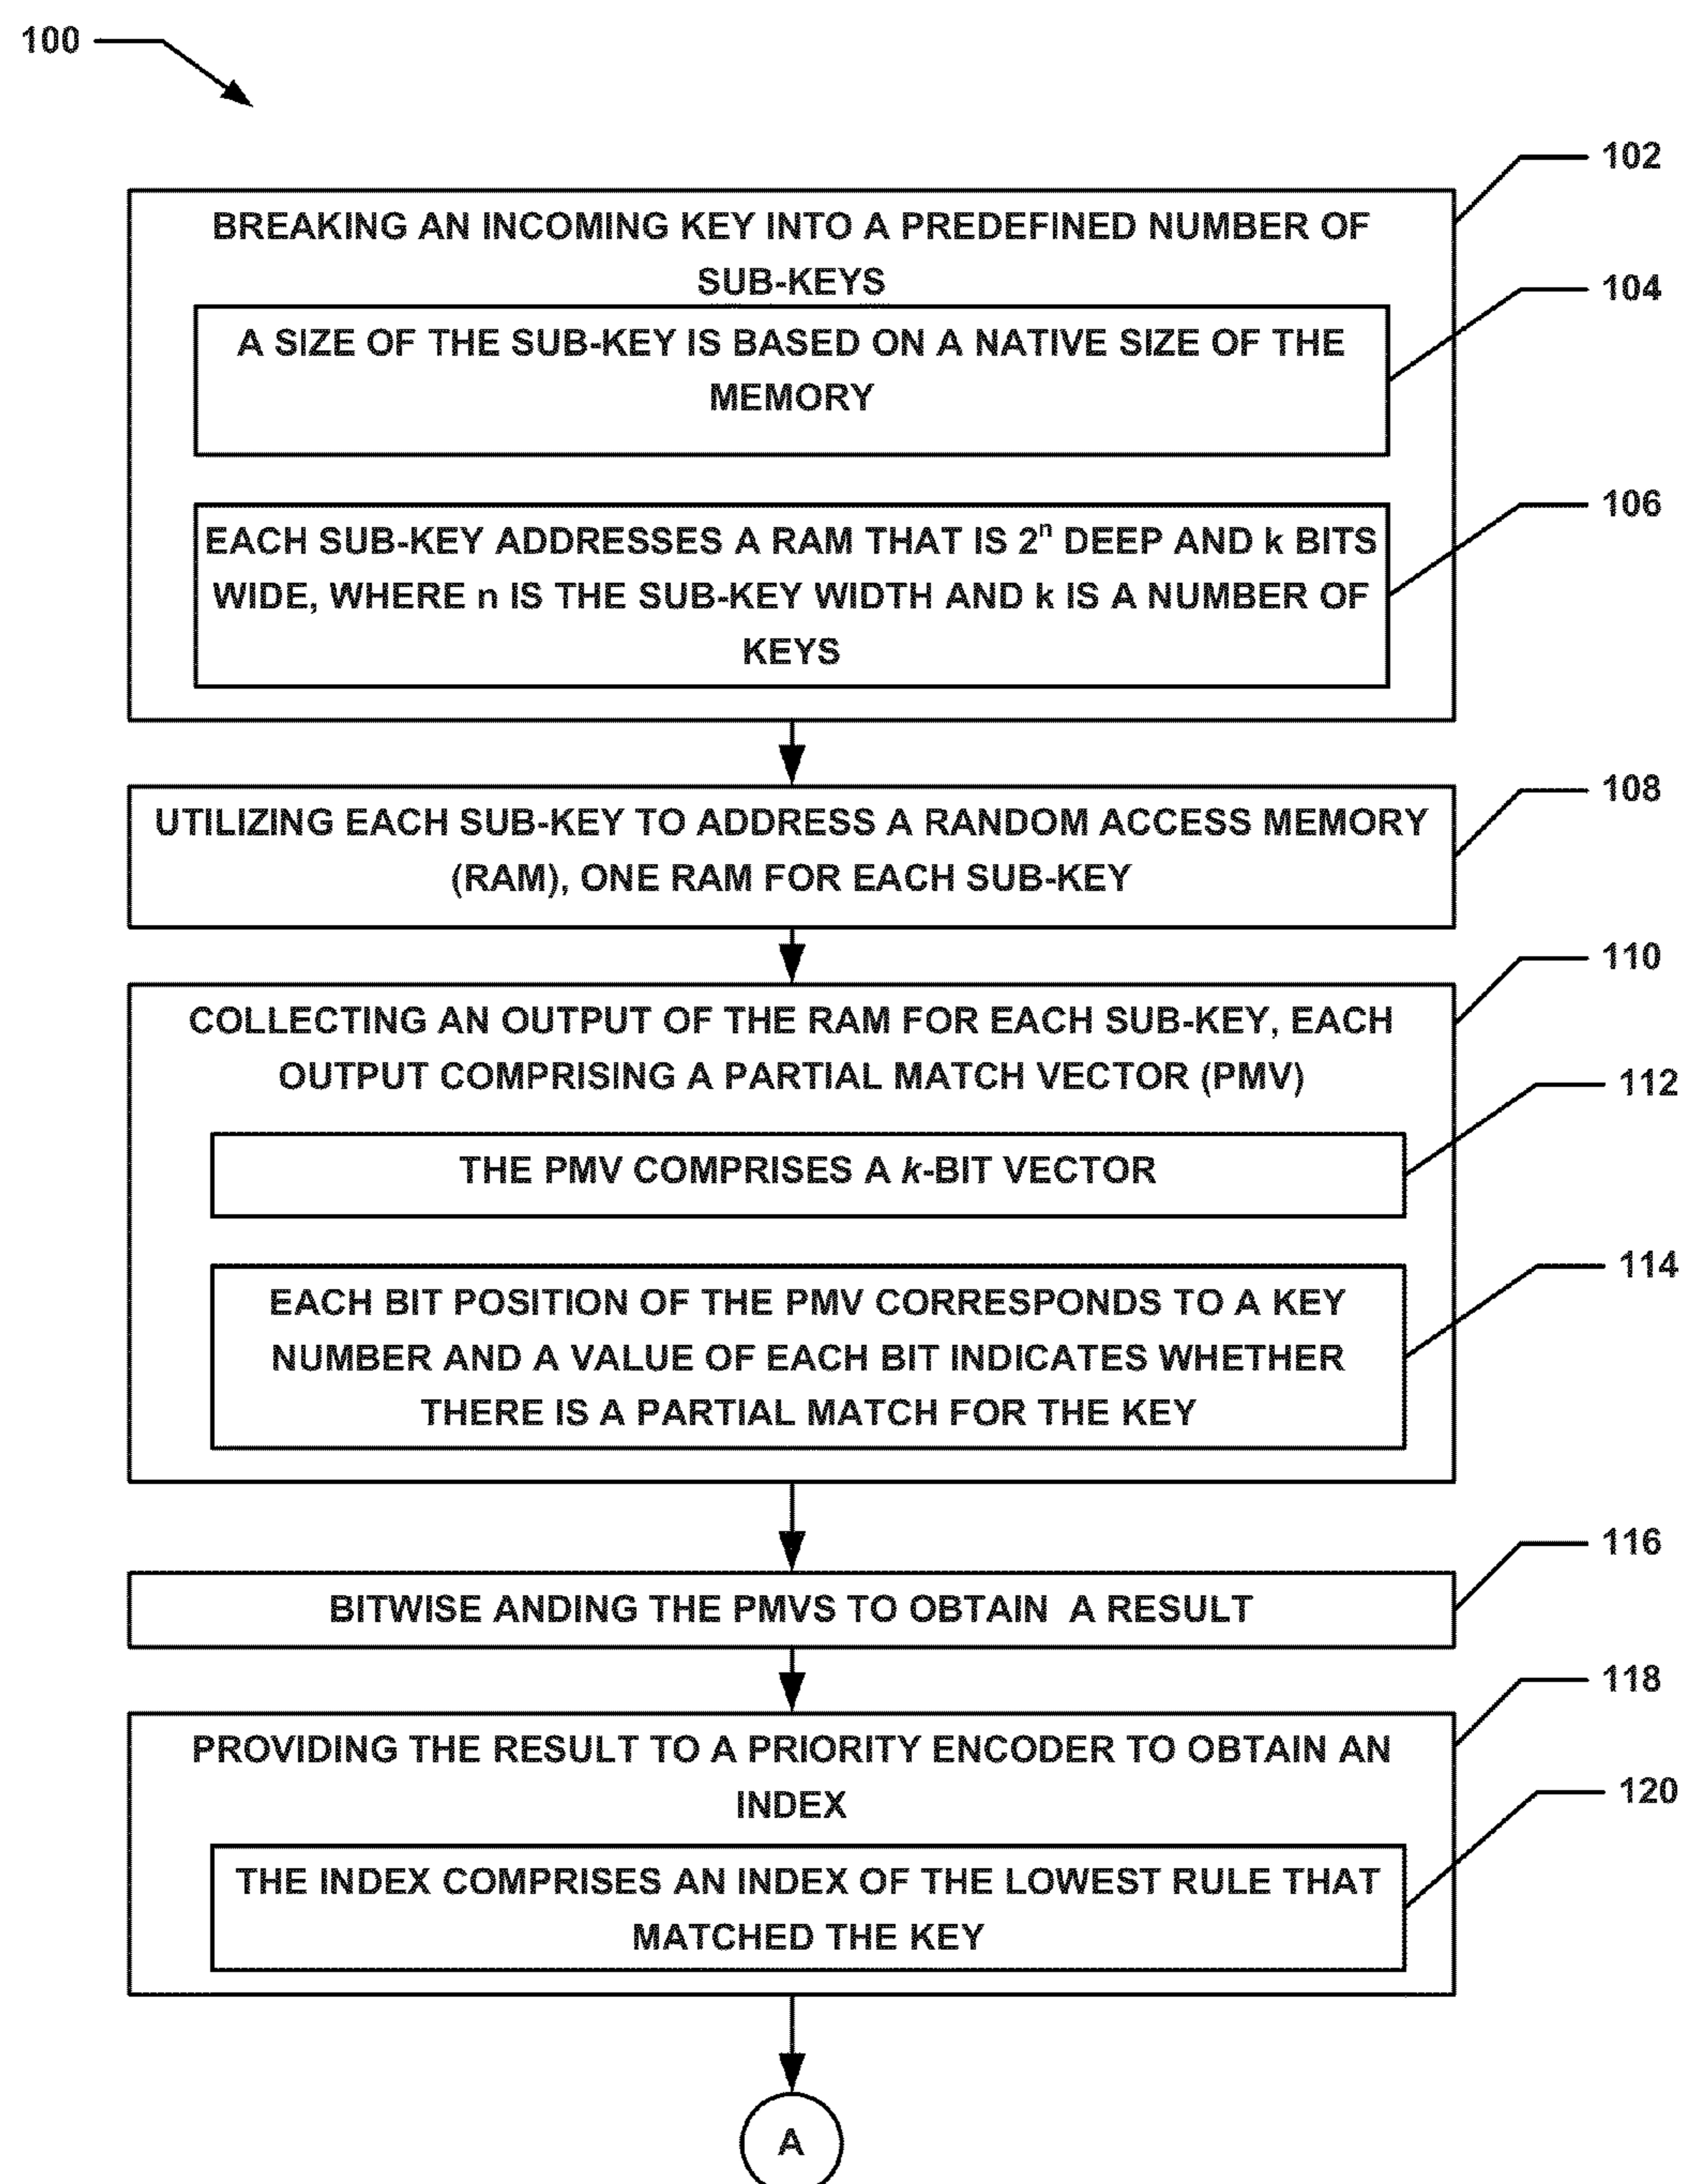 100
102
BREAKING AN INCOMING KEY INTO A PREDEFINED NUMBER OF
SUB-KEYS
104
A SIZE OF THE SUB-KEY IS BASED ON A NATIVE SIZE OF THE
MEMORY
106
EACH SUB-KEY ADDRESSES A RAM THAT IS 2ⁿ DEEP AND k BITS
WIDE, WHERE n IS THE SUB-KEY WIDTH AND k IS A NUMBER OF
KEYS
108
UTILIZING EACH SUB-KEY TO ADDRESS A RANDOM ACCESS MEMORY
(RAM), ONE RAM FOR EACH SUB-KEY
110
COLLECTING AN OUTPUT OF THE RAM FOR EACH SUB-KEY, EACH
OUTPUT COMPRISING A PARTIAL MATCH VECTOR (PMV)
112
THE PMV COMPRISES A k-BIT VECTOR
114
EACH BIT POSITION OF THE PMV CORRESPONDS TO A KEY
NUMBER AND A VALUE OF EACH BIT INDICATES WHETHER
THERE IS A PARTIAL MATCH FOR THE KEY
116
BITWISE ANDING THE PMVS TO OBTAIN A RESULT
118
PROVIDING THE RESULT TO A PRIORITY ENCODER TO OBTAIN AN
INDEX
120
THE INDEX COMPRISES AN INDEX OF THE LOWEST RULE THAT
MATCHED THE KEY
A